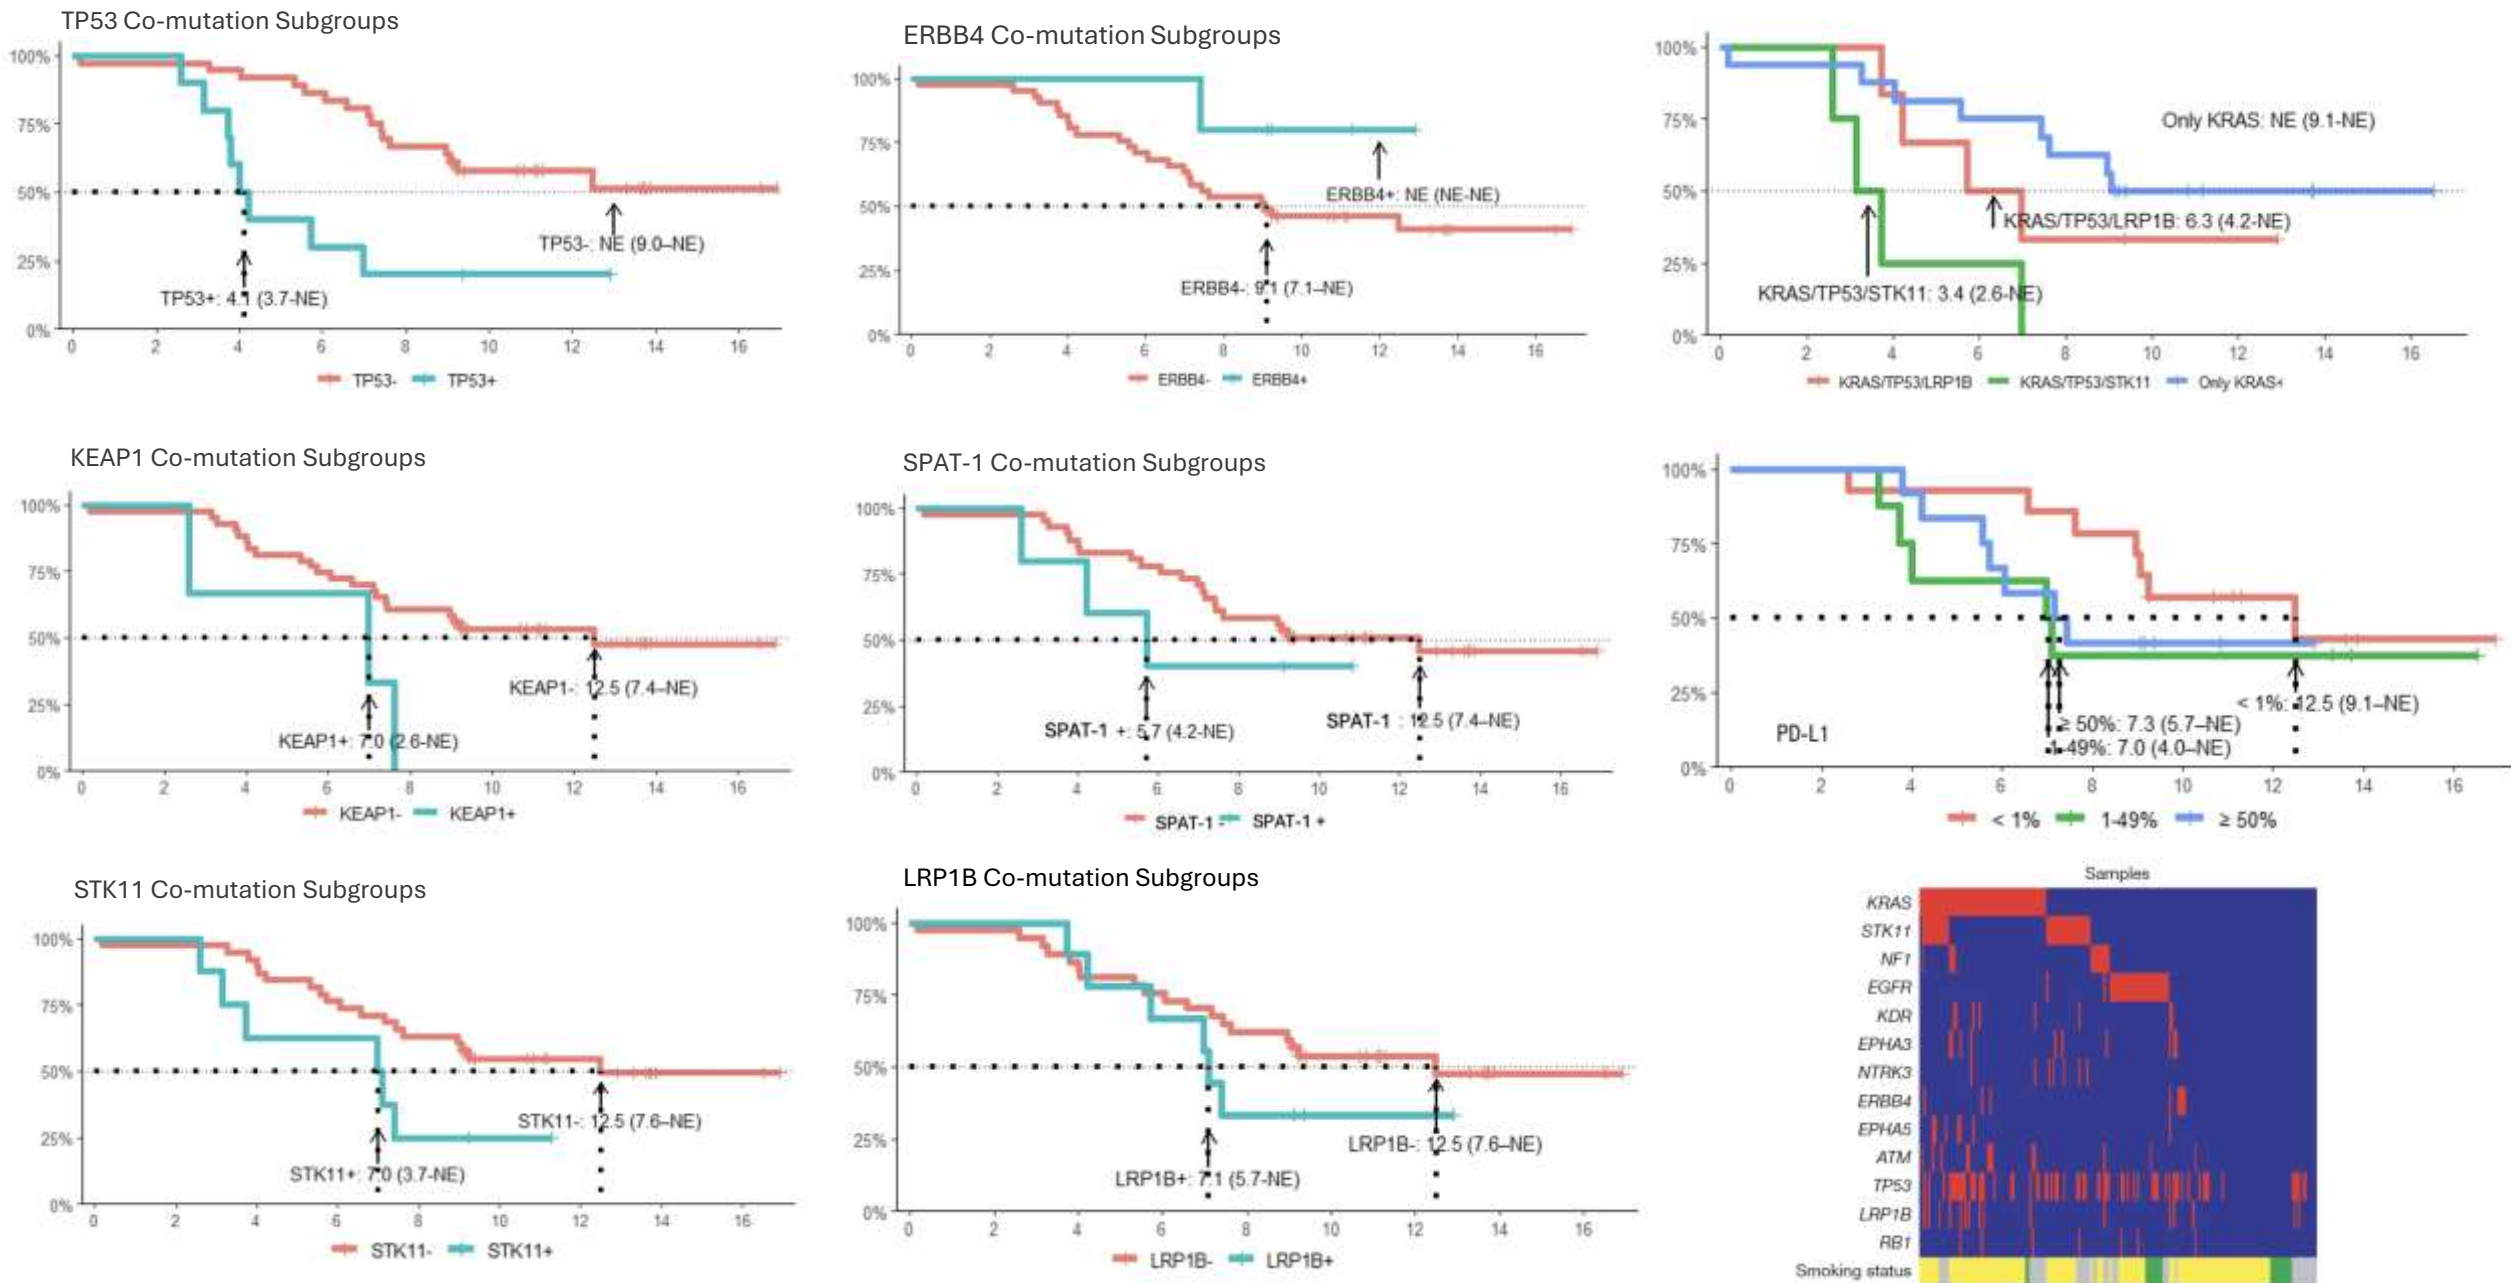 TP53 Co-mutation Subgroups
100%
75%
50%
25%
0%
TP53-: NE (9.0–NE)
TP53+: 4.1 (3.7-NE)
0 2 4 6 8 10 12 14 16
TP53- TP53+
ERBB4 Co-mutation Subgroups
100%
75%
50%
25%
0%
ERBB4+: NE (NE-NE)
ERBB4-: 9.1 (7.1–NE)
0 2 4 6 8 10 12 14 16
ERBB4- ERBB4+
100%
75%
50%
25%
0%
Only KRAS: NE (9.1-NE)
KRAS/TP53/LRP1B: 6.3 (4.2-NE)
KRAS/TP53/STK11: 3.4 (2.6-NE)
0 2 4 6 8 10 12 14 16
KRAS/TP53/LRP1B KRAS/TP53/STK11 Only KRAS+
KEAP1 Co-mutation Subgroups
100%
75%
50%
25%
0%
KEAP1-: 12.5 (7.4–NE)
KEAP1+: 7.0 (2.6-NE)
0 2 4 6 8 10 12 14 16
KEAP1- KEAP1+
SPAT-1 Co-mutation Subgroups
100%
75%
50%
25%
0%
SPAT-1 : 12.5 (7.4–NE)
SPAT-1 +: 5.7 (4.2-NE)
0 2 4 6 8 10 12 14 16
SPAT-1 - SPAT-1 +
100%
75%
50%
25%
0%
< 1%: 12.5 (9.1–NE)
≥ 50%: 7.3 (5.7–NE)
1-49%: 7.0 (4.0–NE)
PD-L1
0 2 4 6 8 10 12 14 16
< 1% 1-49% ≥ 50%
STK11 Co-mutation Subgroups
100%
75%
50%
25%
0%
STK11-: 12.5 (7.6–NE)
STK11+: 7.0 (3.7-NE)
0 2 4 6 8 10 12 14 16
STK11- STK11+
LRP1B Co-mutation Subgroups
100%
75%
50%
25%
0%
LRP1B-: 12.5 (7.6–NE)
LRP1B+: 7.1 (5.7-NE)
0 2 4 6 8 10 12 14 16
LRP1B- LRP1B+
Samples
KRAS
STK11
NF1
EGFR
KDR
EPHA3
NTRK3
ERBB4
EPHA5
ATM
TP53
LRP1B
RB1
Smoking status